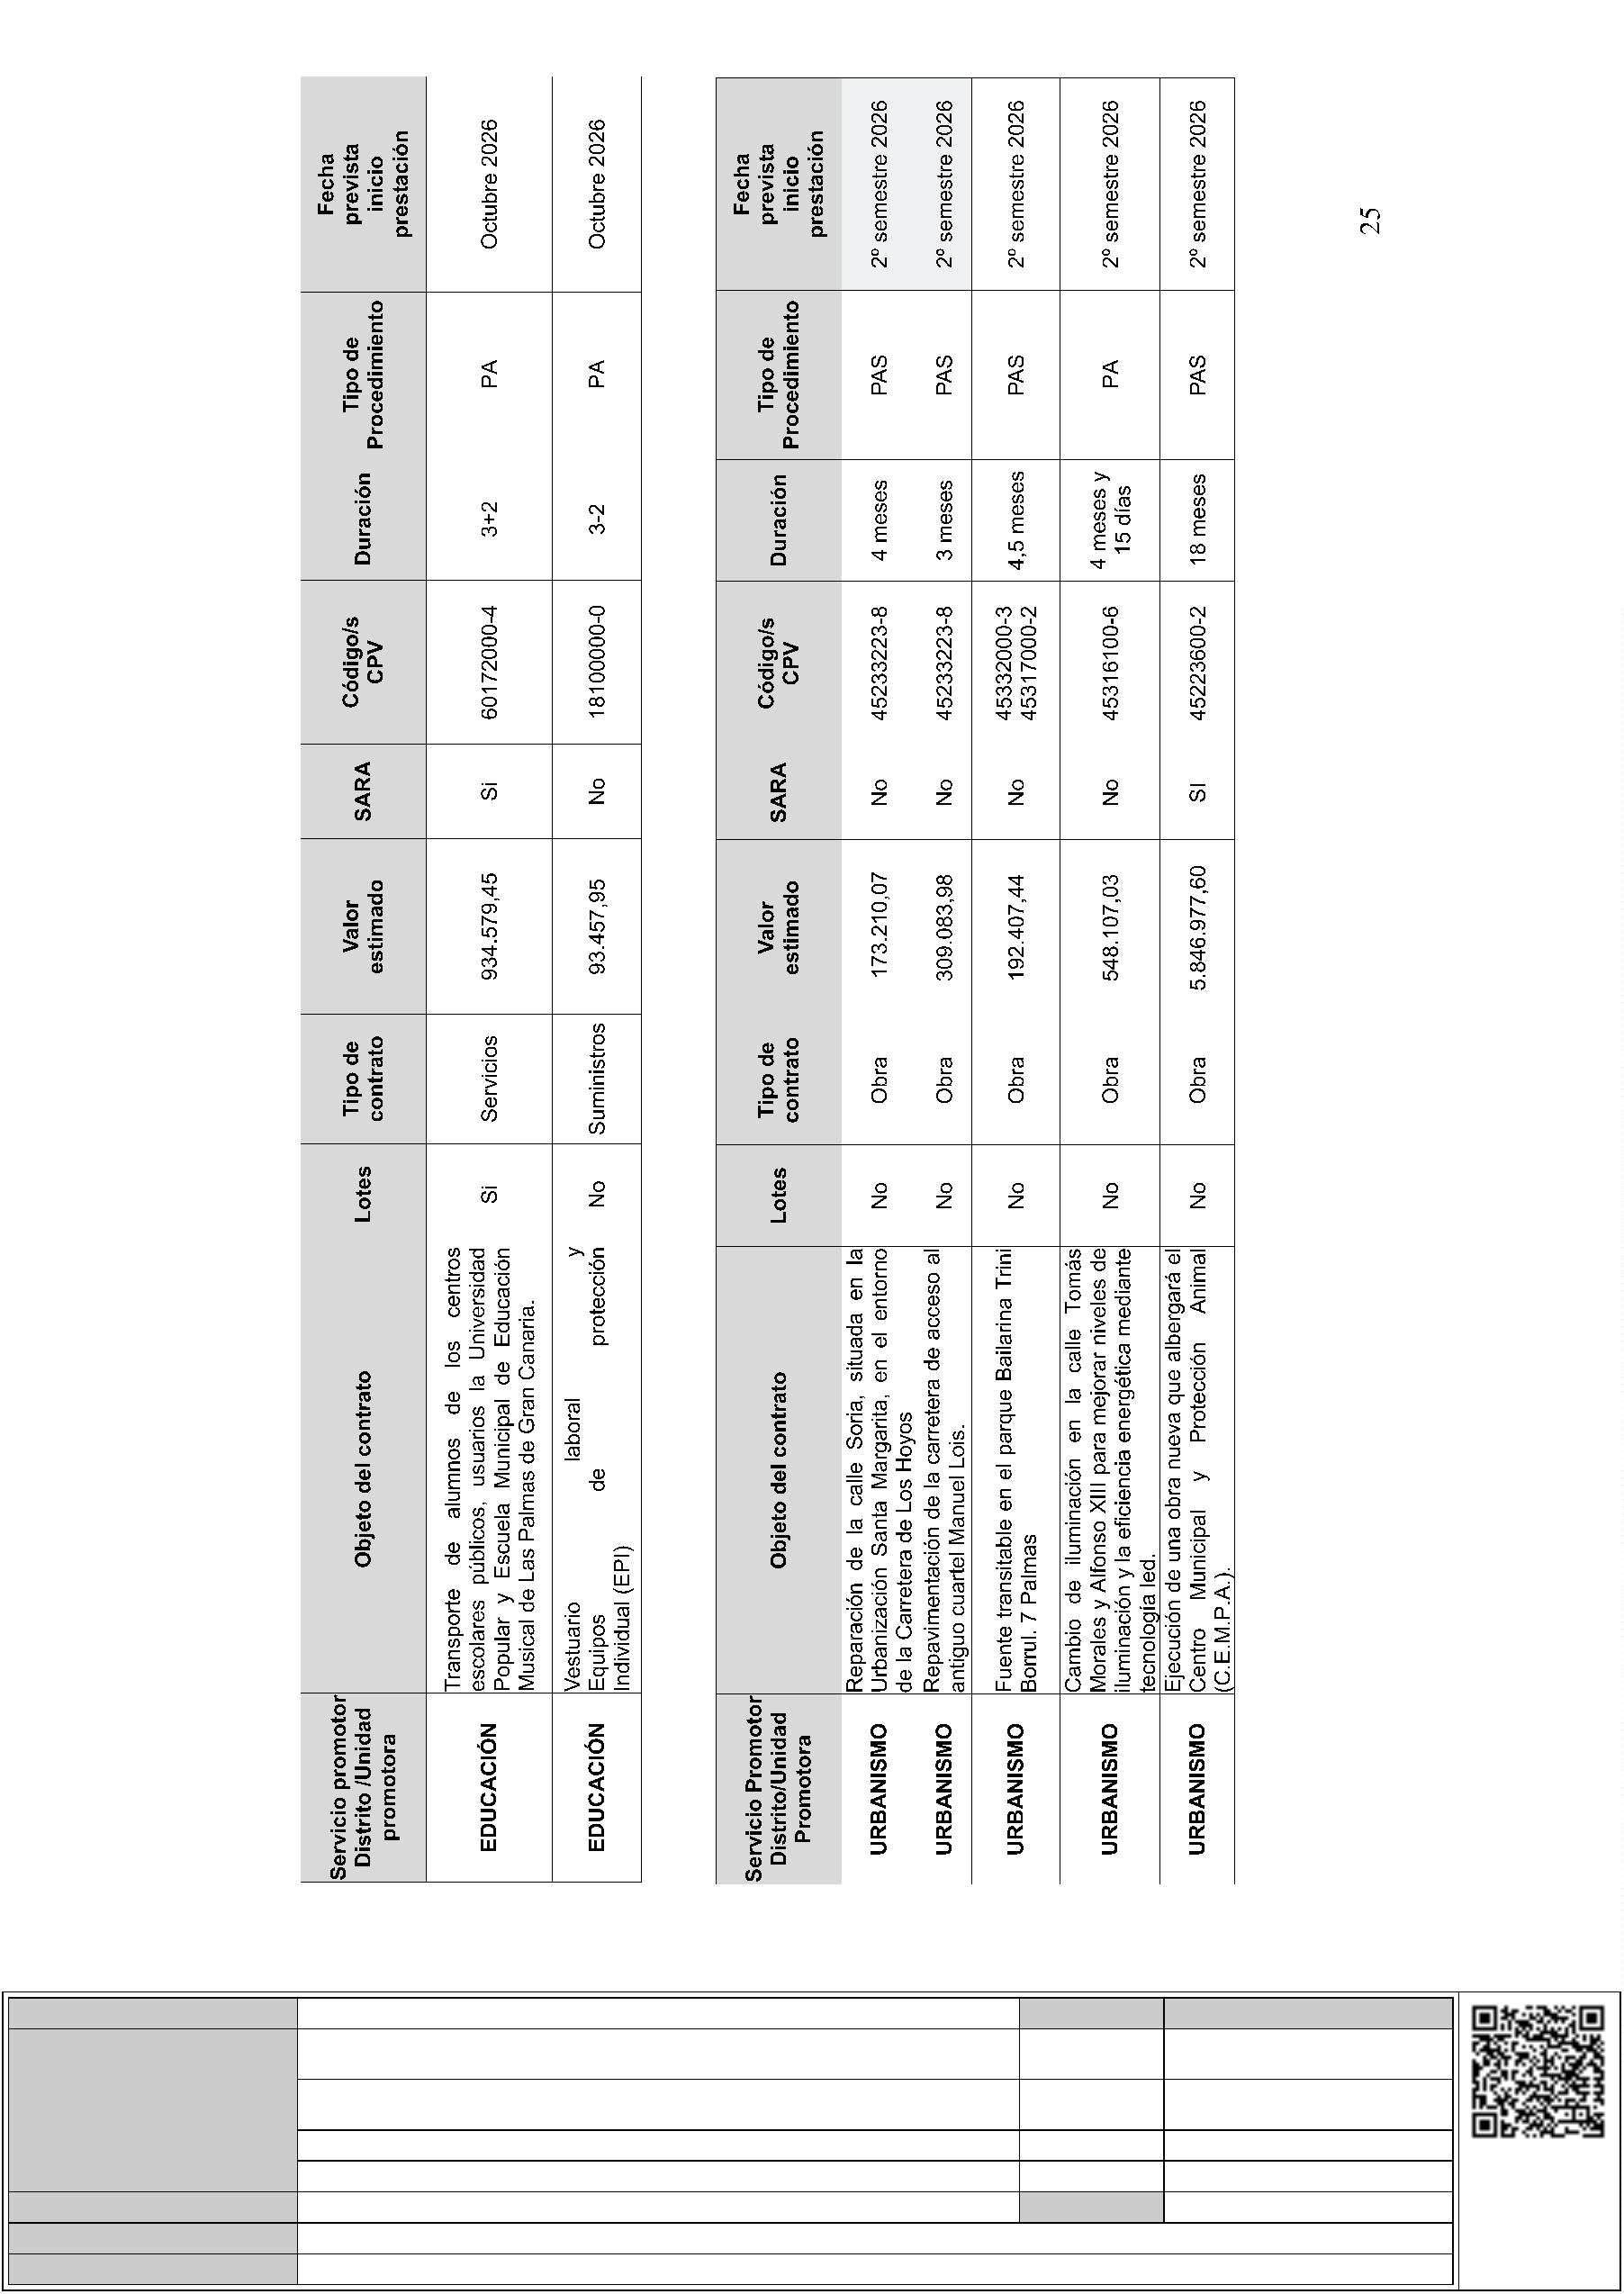 Servicio promotor Distrito /Unidad promotora | Objeto del contrato | Lotes | Tipo de contrato | Valor estimado | SARA | Código/s CPV | Duración | Tipo de Procedimiento | Fecha prevista inicio prestación
EDUCACIÓN
Transporte de alumnos de los centros
escolares públicos, usuarios la Universidad
Popular y Escuela Municipal de Educación
Musical de Las Palmas de Gran Canaria.
Si | Servicios | 934.579,45 | Si | 60172000-4 | 3+2 | PA | Octubre 2026
EDUCACIÓN
Vestuario laboral y
Equipos de protección
Individual (EPI)
No | Suministros | 93.457,95 | No | 18100000-0 | 3-2 | PA | Octubre 2026
Servicio Promotor Distrito/Unidad Promotora | Objeto del contrato | Lotes | Tipo de contrato | Valor estimado | SARA | Código/s CPV | Duración | Tipo de Procedimiento | Fecha prevista inicio prestación
URBANISMO
Reparación de la calle Soria, situada en la
Urbanización Santa Margarita, en el entorno
de la Carretera de Los Hoyos
No | Obra | 173.210,07 | No | 45233223-8 | 4 meses | PAS | 2º semestre 2026
URBANISMO
Repavimentación de la carretera de acceso al
antiguo cuartel Manuel Lois.
No | Obra | 309.083,98 | No | 45233223-8 | 3 meses | PAS | 2º semestre 2026
URBANISMO
Fuente transitable en el parque Bailarina Trini
Borrul. 7 Palmas
No | Obra | 192.407,44 | No | 45332000-3 45317000-2 | 4,5 meses | PAS | 2º semestre 2026
URBANISMO
Cambio de iluminación en la calle Tomás
Morales y Alfonso XIII para mejorar niveles de
iluminación y la eficiencia energética mediante
tecnología led.
No | Obra | 548.107,03 | No | 45316100-6 | 4 meses y 15 días | PA | 2º semestre 2026
URBANISMO
Ejecución de una obra nueva que albergará el
Centro Municipal y Protección Animal
(C.E.M.P.A.).
No | Obra | 5.846.977,60 | SI | 45223600-2 | 18 meses | PAS | 2º semestre 2026
25